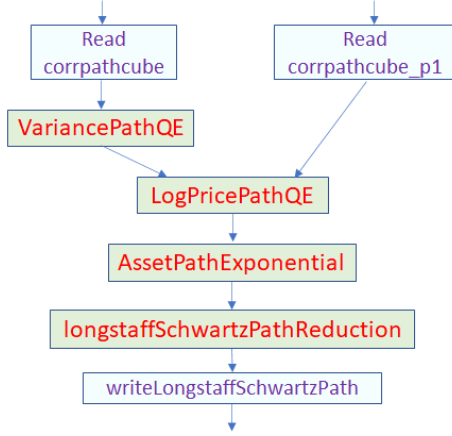 Read
corrpathcube
Read
corrpathcube_p1
VariancePathQE
LogPricePathQE
AssetPathExponential
longstaffSchwartzPathReduction
writeLongstaffSchwartzPath